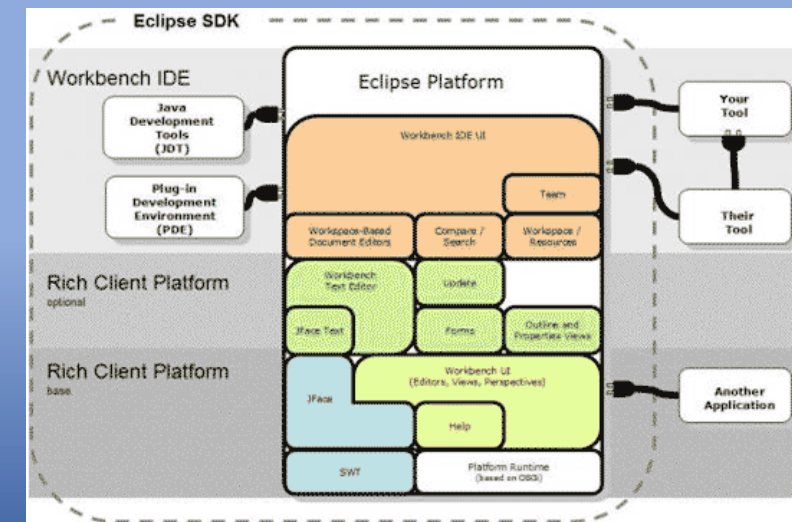 Eclipse SDK
Workbench IDE
Eclipse Platform
Java
Development
Tools
(JDT)
Your
Tool
Workbench IDE UI
Plug-in
Development
Environment
(PDE)
Team
Their
Tool
Workspace-Based
Document Editors
Compare /
Search
Workspace /
Resources
Rich Client Platform
optional
Workbench
Text Editor
Update
JFace Text
Forms
Outline and
Properties Views
Rich Client Platform
base
Workbench UI
(Editors, Views, Perspectives)
JFace
Another
Application
Help
SWT
Platform Runtime
(based on OSGi)